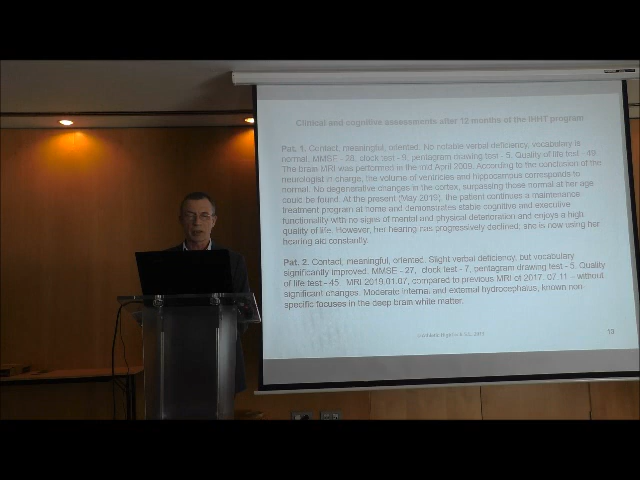 Clinical and cognitive assessments after 12 months of the IHHT program
Pat. 1. Contact, meaningful, oriented. No notable verbal deficiency, vocabulary is
normal, MMSE - 28, clock test - 8, pentagram drawing test - 5. Quality of life test - 49
The brain MRI was performed in the mid April 2009. According to the conclusion of the
neurologist in charge, the volume of ventricles and hippocampal corresponds to
normal. No degenerative changes in the cortex, surpassing those normal at her age
could be found. At the present (May 2019), the patient continues a maintenance
treatment program at home and demonstrates stable cognitive and executive
functionality with no signs of mental and physical deterioration and enjoys a high
quality of life. However, her hearing has progressively declined; she is now using her
hearing aid constantly.
Pat. 2. Contact, meaningful, oriented. Slight verbal deficiency, but vocabulary
significantly improved. MMSE - 27, clock test - 7, pentagram drawing test - 5. Quality
of life test - 45. MRI 2019.01.07, compared to previous MRI of 2017. 07.11 – without
significant changes. Moderate internal and external hydrocephalus, known non-
specific focuses in the deep brain white matter.
13